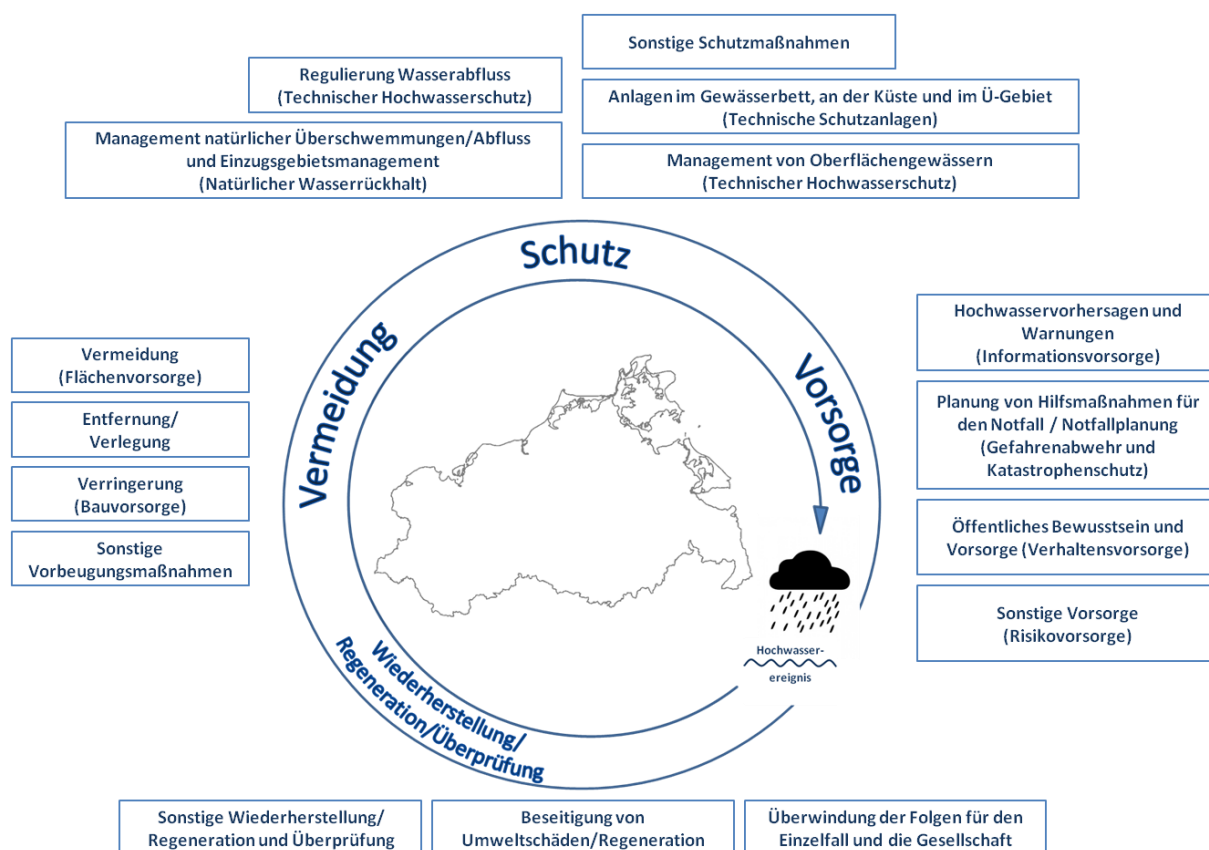 Sonstige Schutzmaßnahmen
Regulierung Wasserabfluss
(Technischer Hochwasserschutz)
Anlagen im Gewässerbett, an der Küste und im Ü-Gebiet
(Technische Schutzanlagen)
Management natürlicher Überschwemmungen/Abfluss
und Einzugsgebietsmanagement
(Natürlicher Wasserrückhalt)
Management von Oberflächengewässern
(Technischer Hochwasserschutz)
Schutz
Vermeidung
Vorsorge
Hochwasservorhersagen und
Warnungen
(Informationsvorsorge)
Vermeidung
(Flächenvorsorge)
Planung von Hilfsmaßnahmen für
den Notfall / Notfallplanung
(Gefahrenabwehr und
Katastrophenschutz)
Entfernung/
Verlegung
Verringerung
(Bauvorsorge)
Öffentliches Bewusstsein und
Vorsorge (Verhaltensvorsorge)
Sonstige
Vorbeugungsmaßnahmen
Sonstige Vorsorge
(Risikovorsorge)
Hochwasser-
ereignis
Wiederherstellung/
Regeneration/Überprüfung
Sonstige Wiederherstellung/
Regeneration und Überprüfung
Beseitigung von
Umweltschäden/Regeneration
Überwindung der Folgen für den
Einzelfall und die Gesellschaft